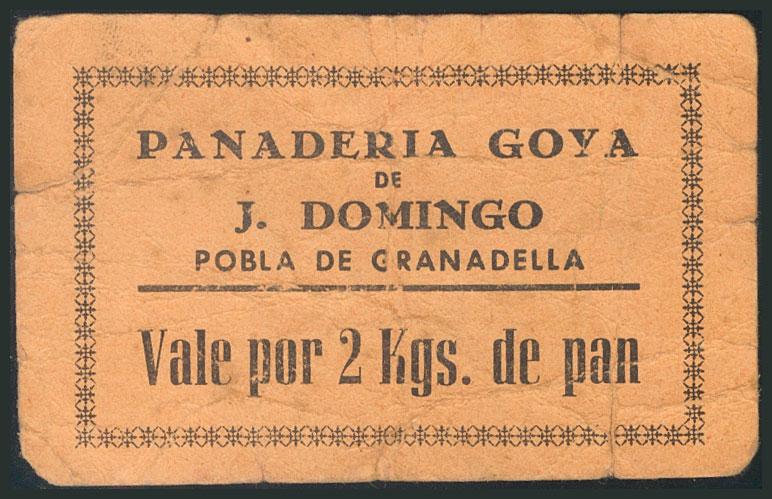 PANADERIA GOYA
DE
J. DOMINGO
POBLA DE GRANADELLA
Vale por 2 Kgs. de pan